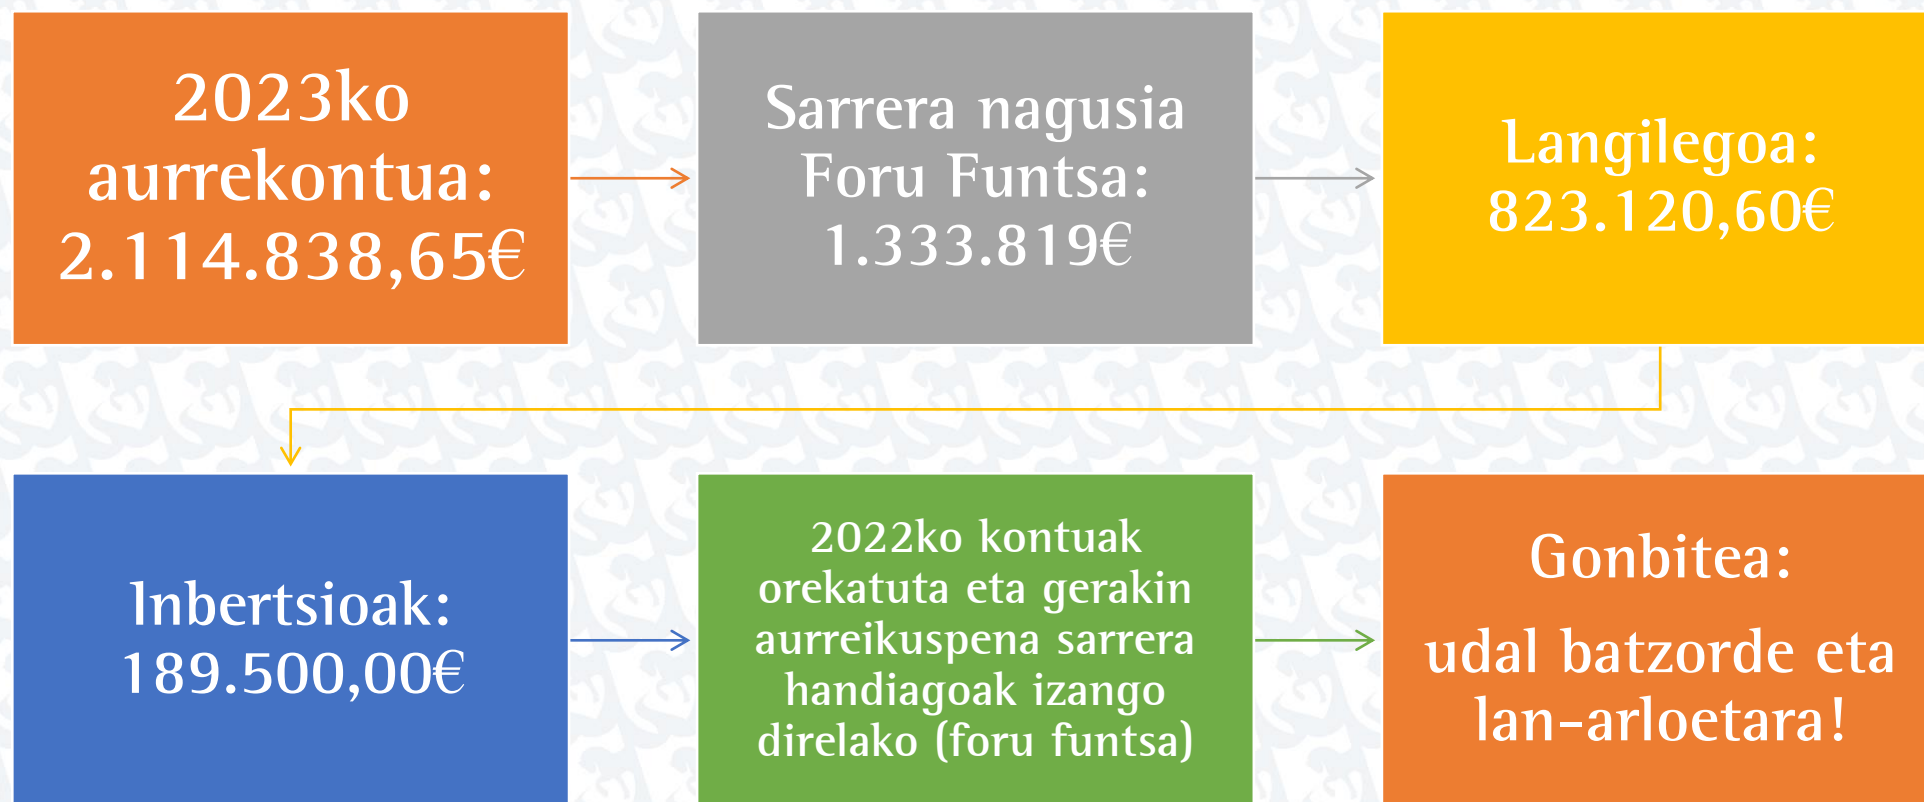 2023ko
aurrekontua:
2.114.838,65€
Sarrera nagusia
Foru Funtsa:
1.333.819€
Langilegoa:
823.120,60€
Inbertsioak:
189.500,00€
2022ko kontuak
orekatuta eta gerakin
aurreikuspena sarrera
handiagoak izango
direlako (foru funtsa)
Gonbitea:
udal batzorde eta
lan-arloetara!